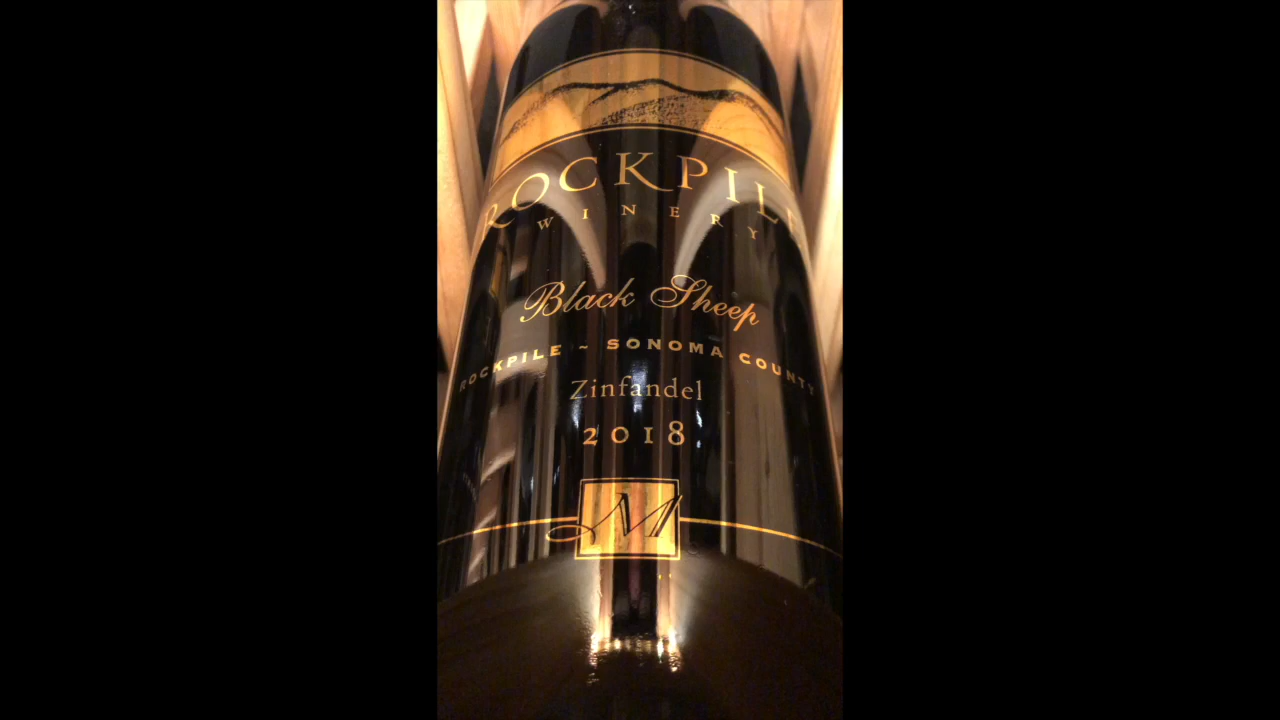 ROCKPILE
WINERY
Black Sheep
ROCKPILE ~ SONOMA COUNTY
Zinfandel
2018
M